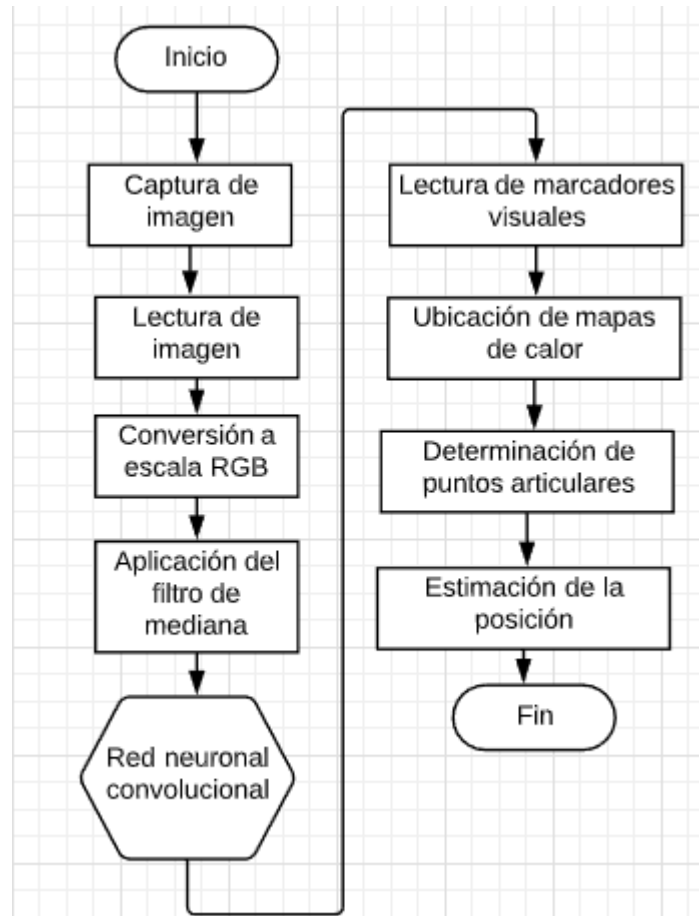 Inicio
Captura de
imagen
Lectura de
imagen
Conversión a
escala RGB
Aplicación del
filtro de
mediana
Red neuronal
convolucional
Lectura de marcadores
visuales
Ubicación de mapas
de calor
Determinación de
puntos articulares
Estimación de la
posición
Fin